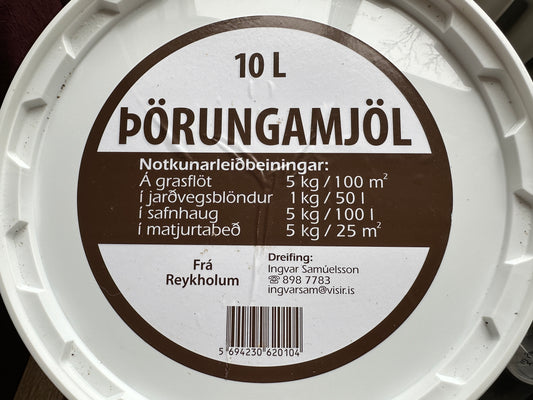 10 L
ÞÖRUNGAMJÖL
Notkunarleiðbeiningar:
Á grasflöt 5 kg / 100 m²
í jarðvegsblöndur 1 kg / 50 l
í safnhaug 5 kg / 100 l
í matjurtabeð 5 kg / 25 m²
Frá
Reykholum
Dreifing:
Ingvar Samúelsson
☏ 898 7783
ingvarsam@visir.is
5 694230 620104